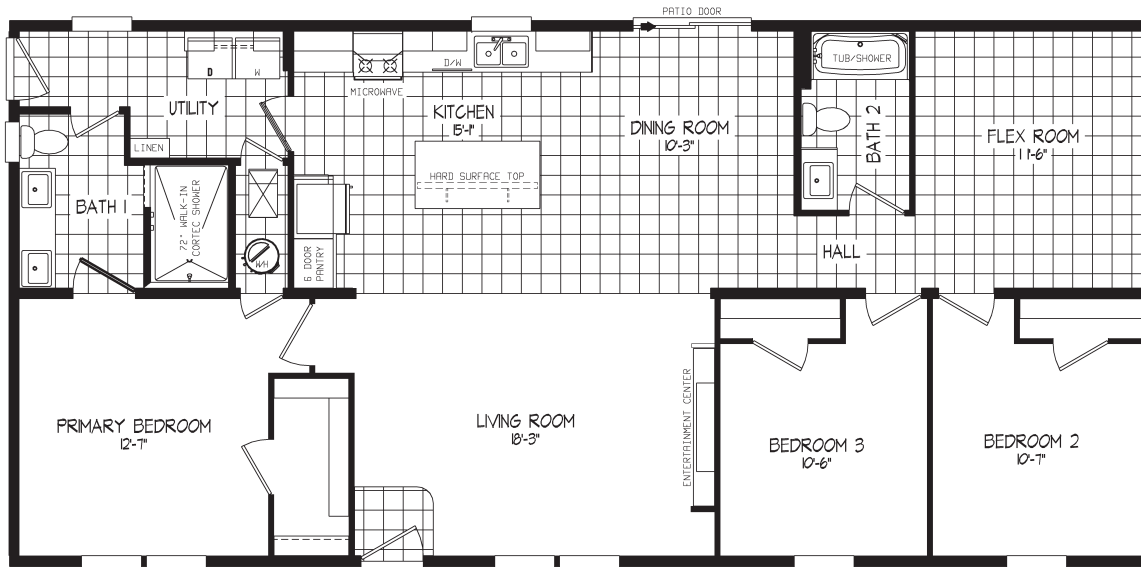 PATIO DOOR
D
W
UTILITY
LINEN
MICROWAVE
D/W
KITCHEN
15'-1"
HARD SURFACE TOP
DINING ROOM
10'-3"
TUB/SHOWER
BATH 2
FLEX ROOM
11'-6"
BATH 1
72" WALK-IN
CORTEC SHOWER
W/H
6 DOOR
PANTRY
HALL
PRIMARY BEDROOM
12'-7"
LIVING ROOM
18'-3"
ENTERTAINMENT CENTER
BEDROOM 3
10'-6"
BEDROOM 2
10'-7"